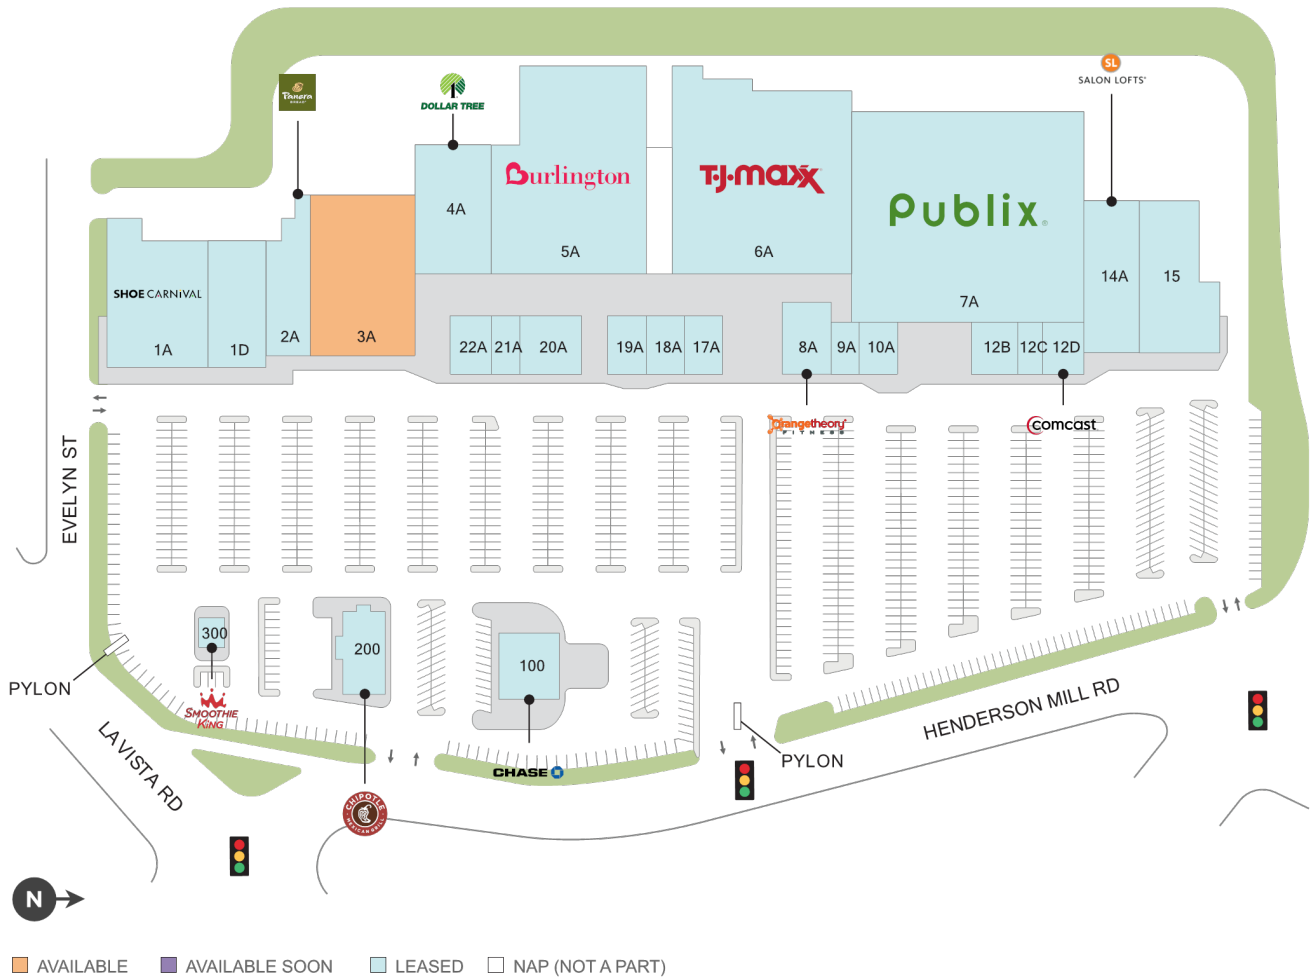 SL
SALON LOFTS
Panera
BREAD
DOLLAR TREE
Burlington
T·J·maxx
Publix
4A
5A
6A
7A
14A
15
SHOE CARNIVAL
1A
1D
2A
3A
22A
21A
20A
19A
18A
17A
8A
9A
10A
12B
12C
12D
Orangetheory
FITNESS
comcast
EVELYN ST
300
200
100
PYLON
SMOOTHIE
KING
LA VISTA RD
CHASE
CHIPOTLE
MEXICAN GRILL
PYLON
HENDERSON MILL RD
N
AVAILABLE
AVAILABLE SOON
LEASED
NAP (NOT A PART)